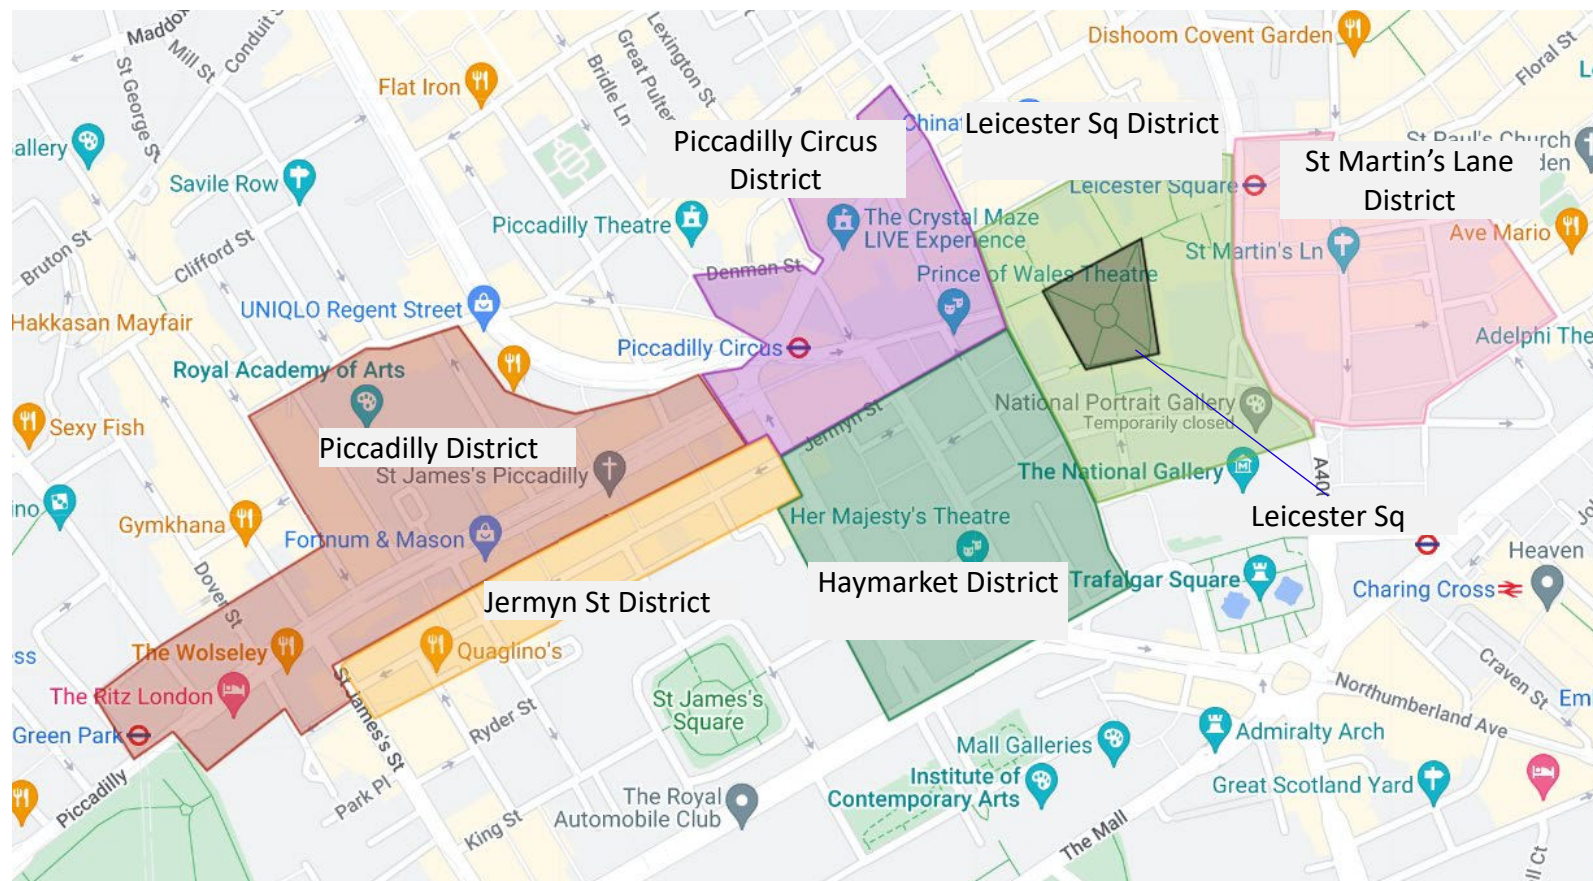 Maddox
Mill St
Conduit S
St George St
Flat Iron
Lexington St
Great Pulter
Bridle Ln
Dishoom Covent Garden
Floral St
allery
Savile Row
Piccadilly Circus
District
Chinat
Leicester Sq District
Leicester Square
St Paul's Church
den
St Martin's Lane
District
Bruton St
Clifford St
Piccadilly Theatre
The Crystal Maze
LIVE Experience
St Martin's Ln
Ave Mario
Denman St
Prince of Wales Theatre
UNIQLO Regent Street
Hakkasan Mayfair
Piccadilly Circus
Adelphi The
Royal Academy of Arts
Sexy Fish
Piccadilly District
St James's Piccadilly
Jermyn St
National Portrait Gallery
Temporarily closed
The National Gallery
A400
ino
Gymkhana
Fortnum & Mason
Her Majesty's Theatre
Leicester Sq
Heaven
Dover St
Jermyn St District
Haymarket District
Trafalgar Square
Charing Cross
ess
The Wolseley
Quaglino's
The Ritz London
St James's St
St James's
Square
Ryder St
Northumberland Ave
Craven St
Em
Green Park
Piccadilly
Park Pl
King St
The Royal
Automobile Club
Mall Galleries
Institute of
Contemporary Arts
Admiralty Arch
Great Scotland Yard
The Mall
ll Ct